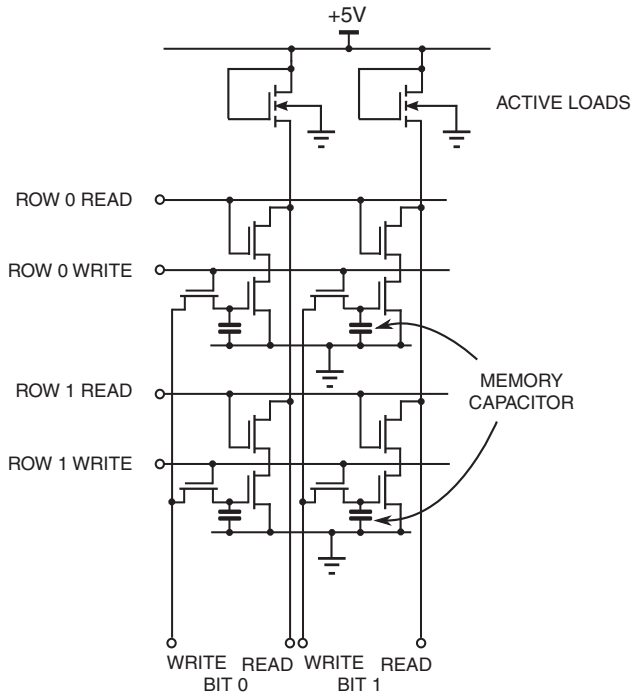 +5V
ACTIVE LOADS
ROW 0 READ
ROW 0 WRITE
ROW 1 READ
MEMORY
CAPACITOR
ROW 1 WRITE
WRITE READ WRITE READ
BIT 0 BIT 1